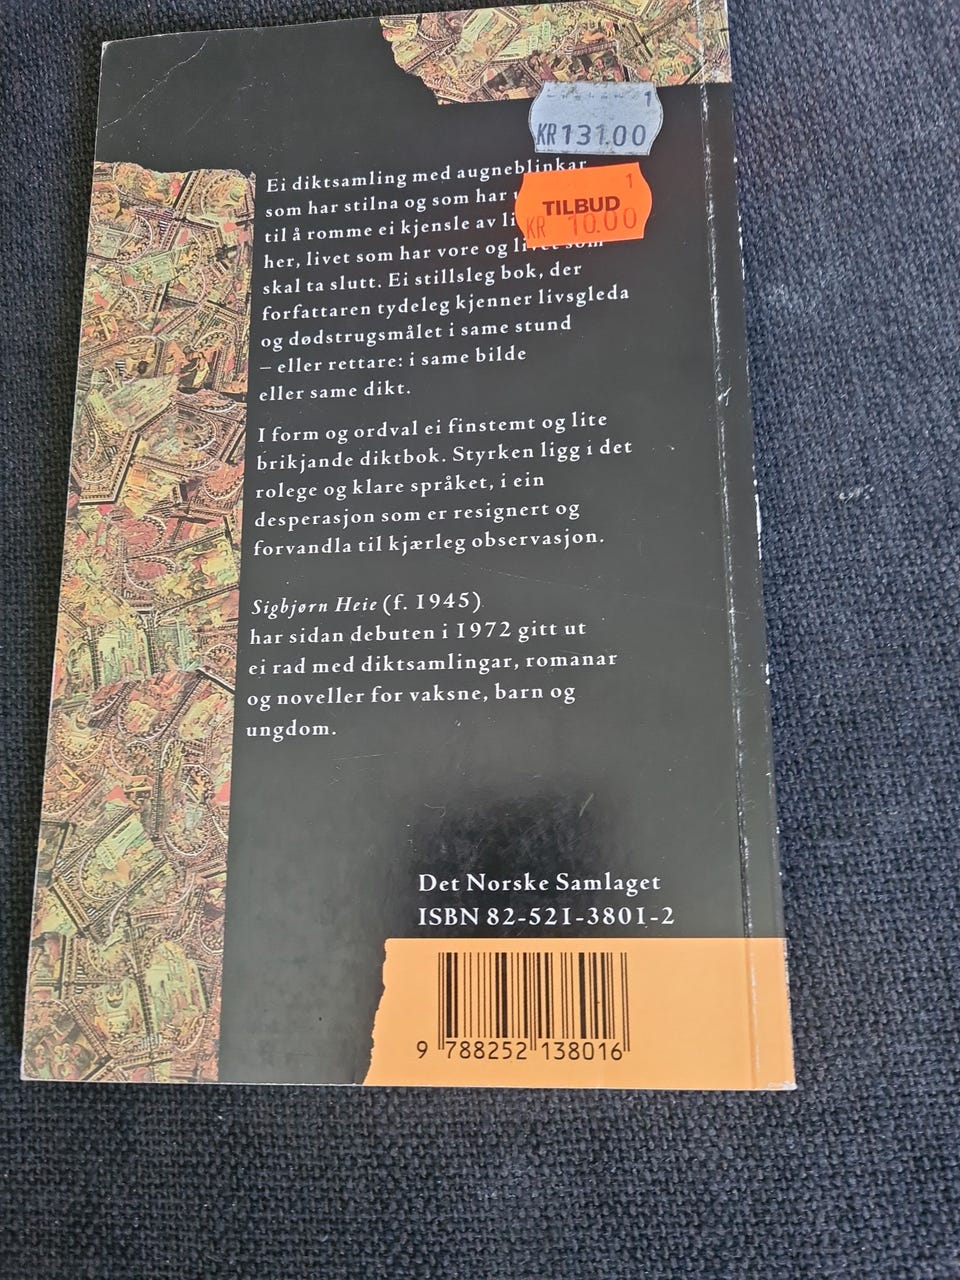 1
KR 131.00
1
TILBUD
KR 10.00
Ei diktsamling med augneblinkar
som har stilna og som har
til å romme ei kjensle av
her, livet som har vore og livet som
skal ta slutt. Ei stillsleg bok, der
forfattaren tydeleg kjenner livsgleda
og dødstrugsmålet i same stund
– eller rettare: i same bilde
eller same dikt.
I form og ordval ei finstemt og lite
brikjande diktbok. Styrken ligg i det
rolege og klare språket, i ein
desperasjon som er resignert og
forvandla til kjærleg observasjon.
Sigbjørn Heie (f. 1945)
har sidan debuten i 1972 gitt ut
ei rad med diktsamlingar, romanar
og noveller for vaksne, barn og
ungdom.
Det Norske Samlaget
ISBN 82-521-3801-2
9 788252 138016